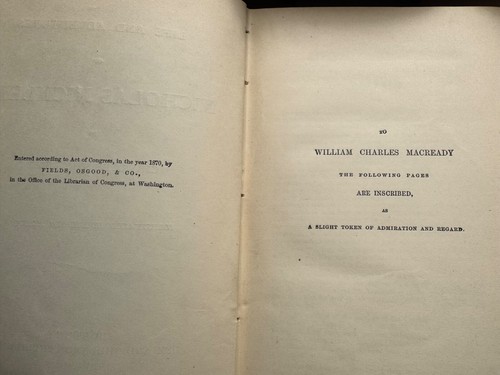 Entered according to Act of Congress, in the year 1870, by
FIELDS, OSGOOD, & CO.,
in the Office of the Librarian of Congress, at Washington.
TO
WILLIAM CHARLES MACREADY
THE FOLLOWING PAGES
ARE INSCRIBED,
AS
A SLIGHT TOKEN OF ADMIRATION AND REGARD.